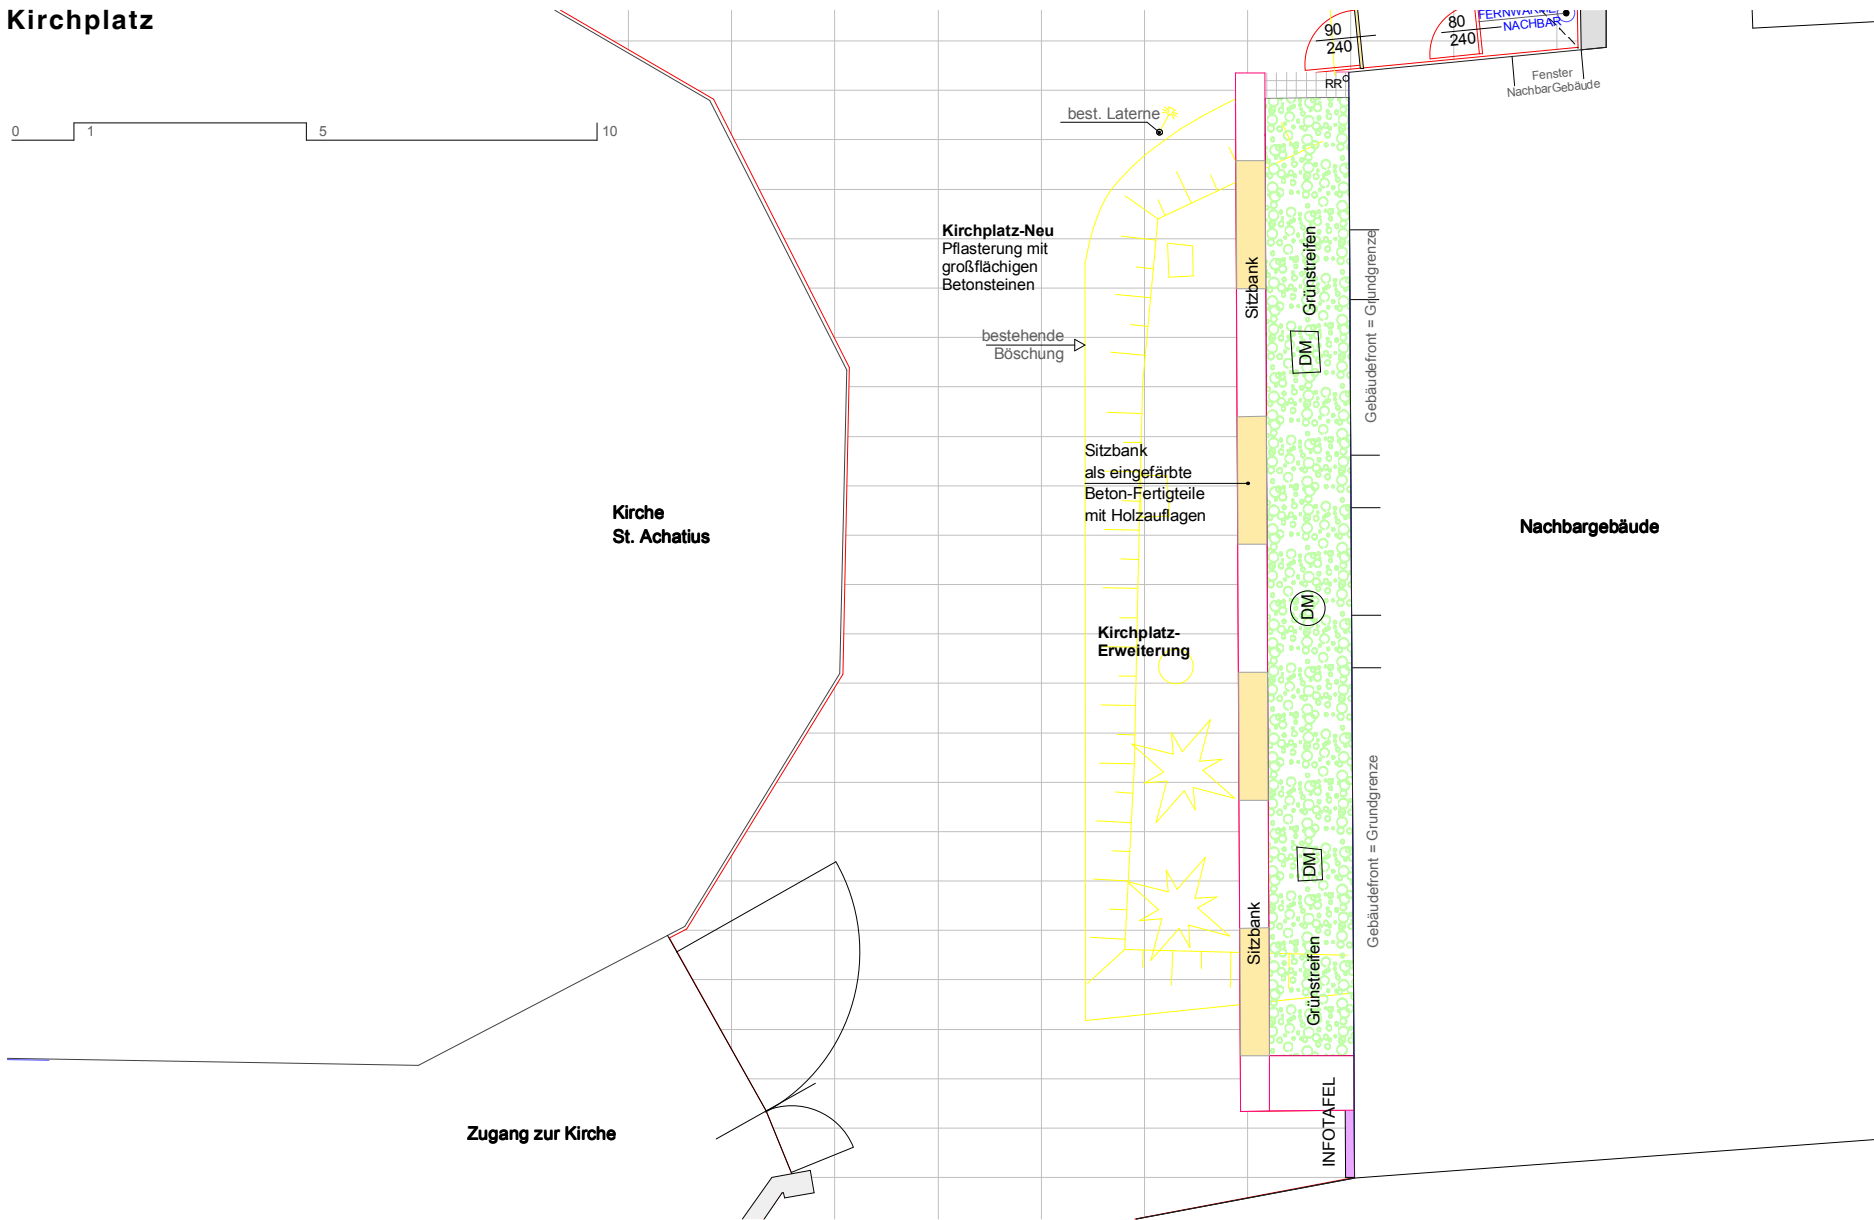 Kirchplatz
0 1 5 10
90
240
80
240
FERNWÄRME
NACHBAR
RR
Fenster
NachbarGebäude
best. Laterne
Kirchplatz-Neu
Pflasterung mit
großflächigen
Betonsteinen
Sitzbank
Grünstreifen
Gebäudefront = Grundgrenze
bestehende
Böschung
DM
Sitzbank
als eingefärbte
Beton-Fertigteile
mit Holzauflagen
Kirche
St. Achatius
Nachbargebäude
DM
Kirchplatz-
Erweiterung
DM
Gebäudefront = Grundgrenze
Sitzbank
Grünstreifen
INFOTAFEL
Zugang zur Kirche